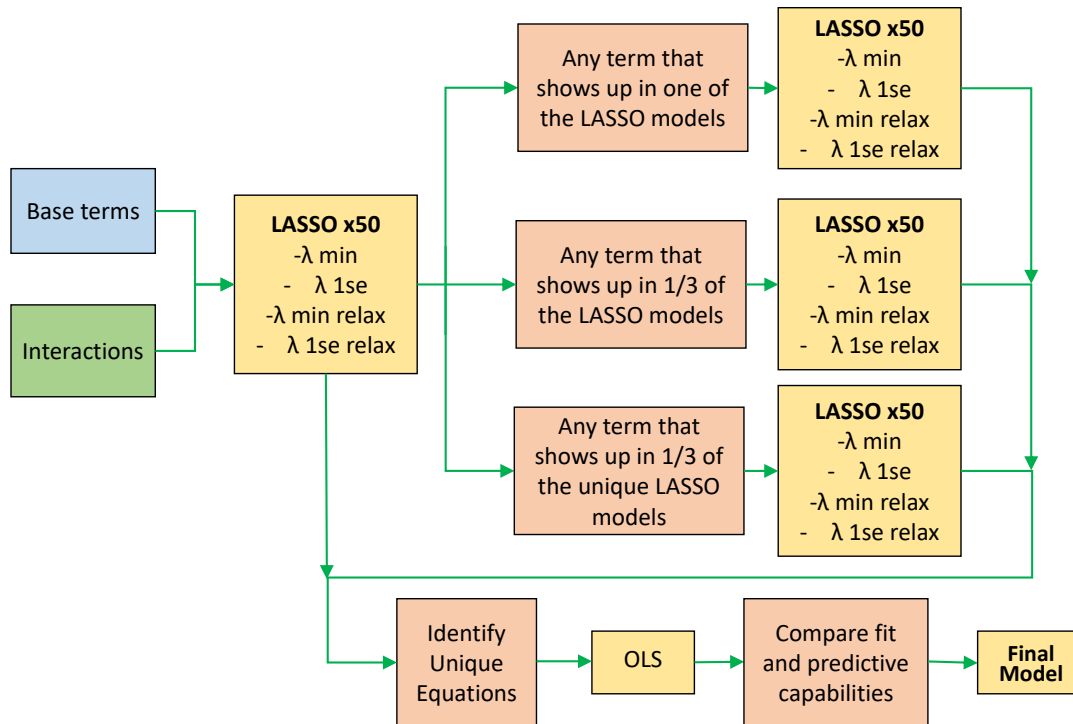 Base terms
Interactions
LASSO x50
-λ min
- λ 1se
-λ min relax
- λ 1se relax
Any term that
shows up in one of
the LASSO models
LASSO x50
-λ min
- λ 1se
-λ min relax
- λ 1se relax
Any term that
shows up in 1/3 of
the LASSO models
LASSO x50
-λ min
- λ 1se
-λ min relax
- λ 1se relax
Any term that
shows up in 1/3 of
the unique LASSO
models
LASSO x50
-λ min
- λ 1se
-λ min relax
- λ 1se relax
Identify
Unique
Equations
OLS
Compare fit
and predictive
capabilities
Final
Model